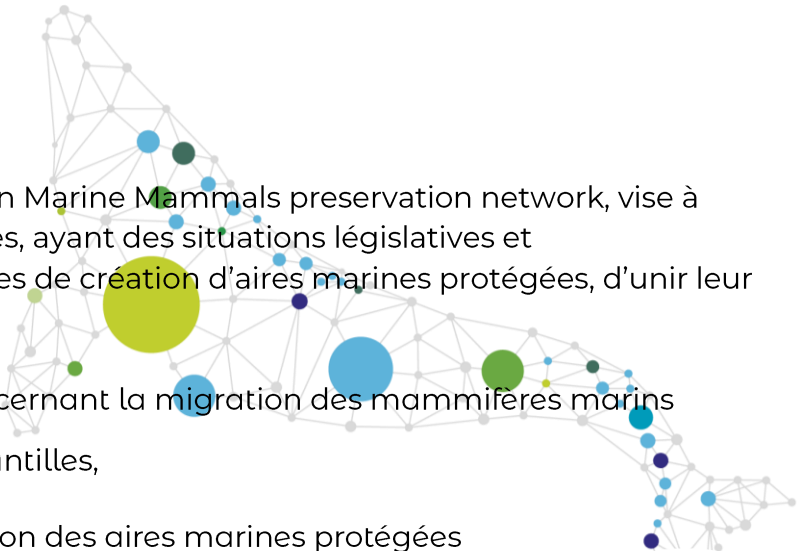 n Marine Mammals preservation network, vise à
es, ayant des situations législatives et
es de création d’aires marines protégées, d’unir leur
cernant la migration des mammifères marins
antilles,
on des aires marines protégées